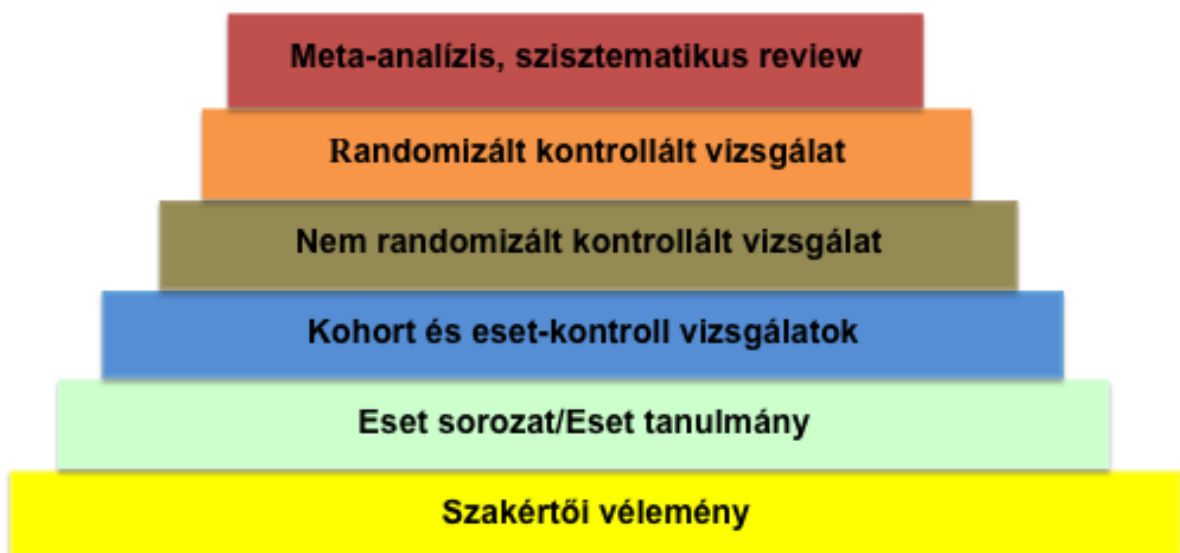 Meta-analízis, szisztematikus review
Randomizált kontrollált vizsgálat
Nem randomizált kontrollált vizsgálat
Kohort és eset-kontroll vizsgálatok
Eset sorozat/Eset tanulmány
Szakértői vélemény